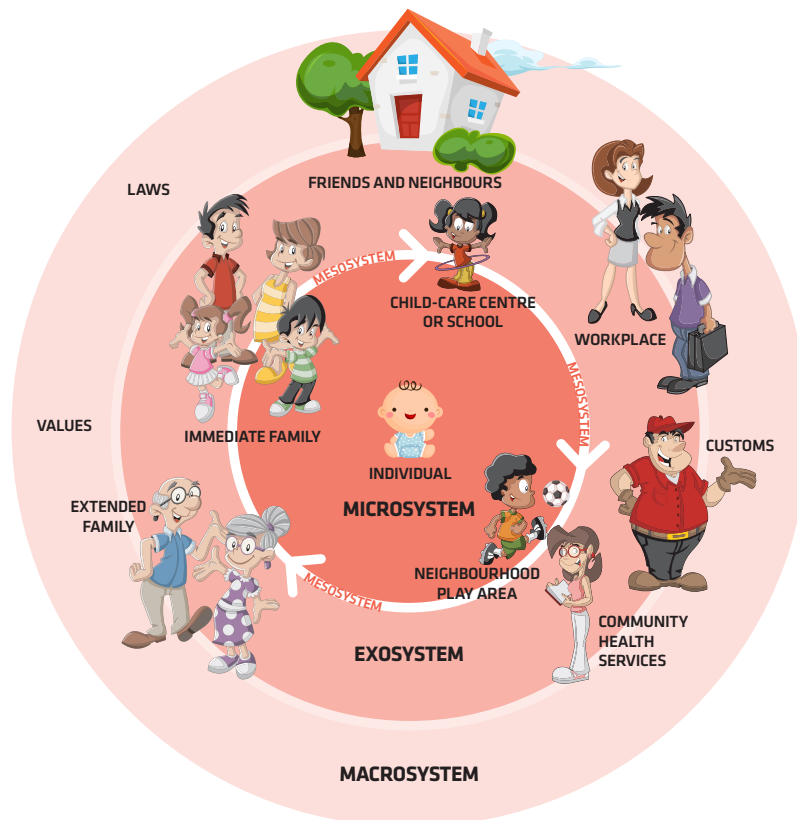 LAWS
FRIENDS AND NEIGHBOURS
MESOSYSTEM
CHILD-CARE CENTRE
OR SCHOOL
WORKPLACE
MESOSYSTEM
VALUES
IMMEDIATE FAMILY
CUSTOMS
INDIVIDUAL
MICROSYSTEM
EXTENDED
FAMILY
NEIGHBOURHOOD
PLAY AREA
MESOSYSTEM
COMMUNITY
HEALTH
SERVICES
EXOSYSTEM
MACROSYSTEM